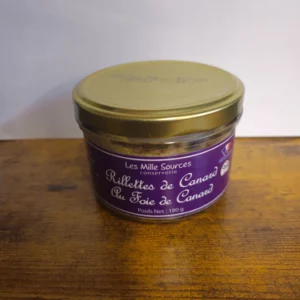 Les Mille Sources
conserverie
Rillettes de Canard
Au Foie de Canard
Poids Net : 180 g